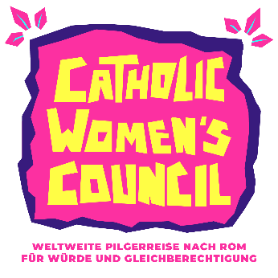 CATHOLIC
WOMEN'S
COUNCIL
WELTWEITE PILGERREISE NACH ROM
FÜR WÜRDE UND GLEICHBERECHTIGUNG